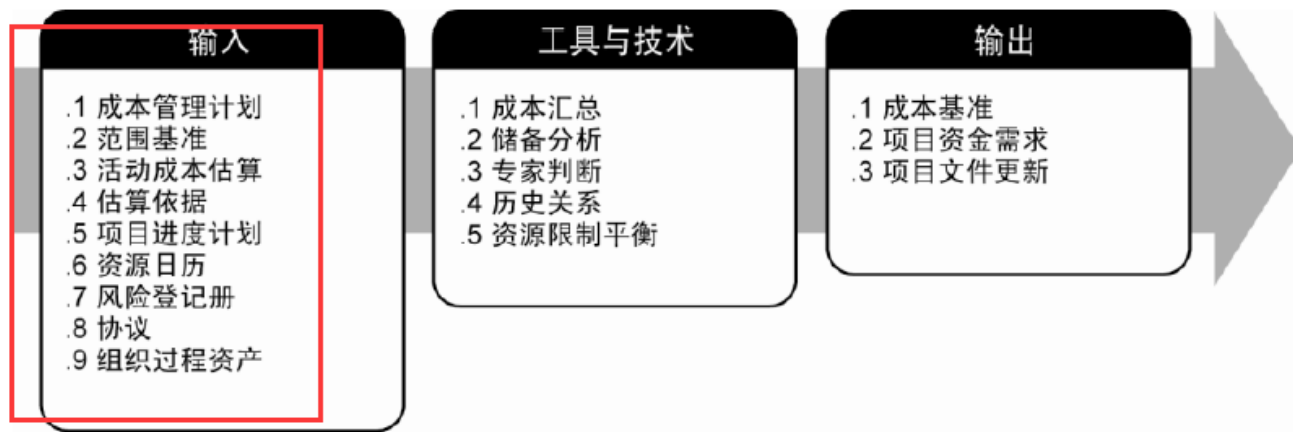 输入
.1 成本管理计划
.2 范围基准
.3 活动成本估算
.4 估算依据
.5 项目进度计划
.6 资源日历
.7 风险登记册
.8 协议
.9 组织过程资产
工具与技术
.1 成本汇总
.2 储备分析
.3 专家判断
.4 历史关系
.5 资源限制平衡
输出
.1 成本基准
.2 项目资金需求
.3 项目文件更新